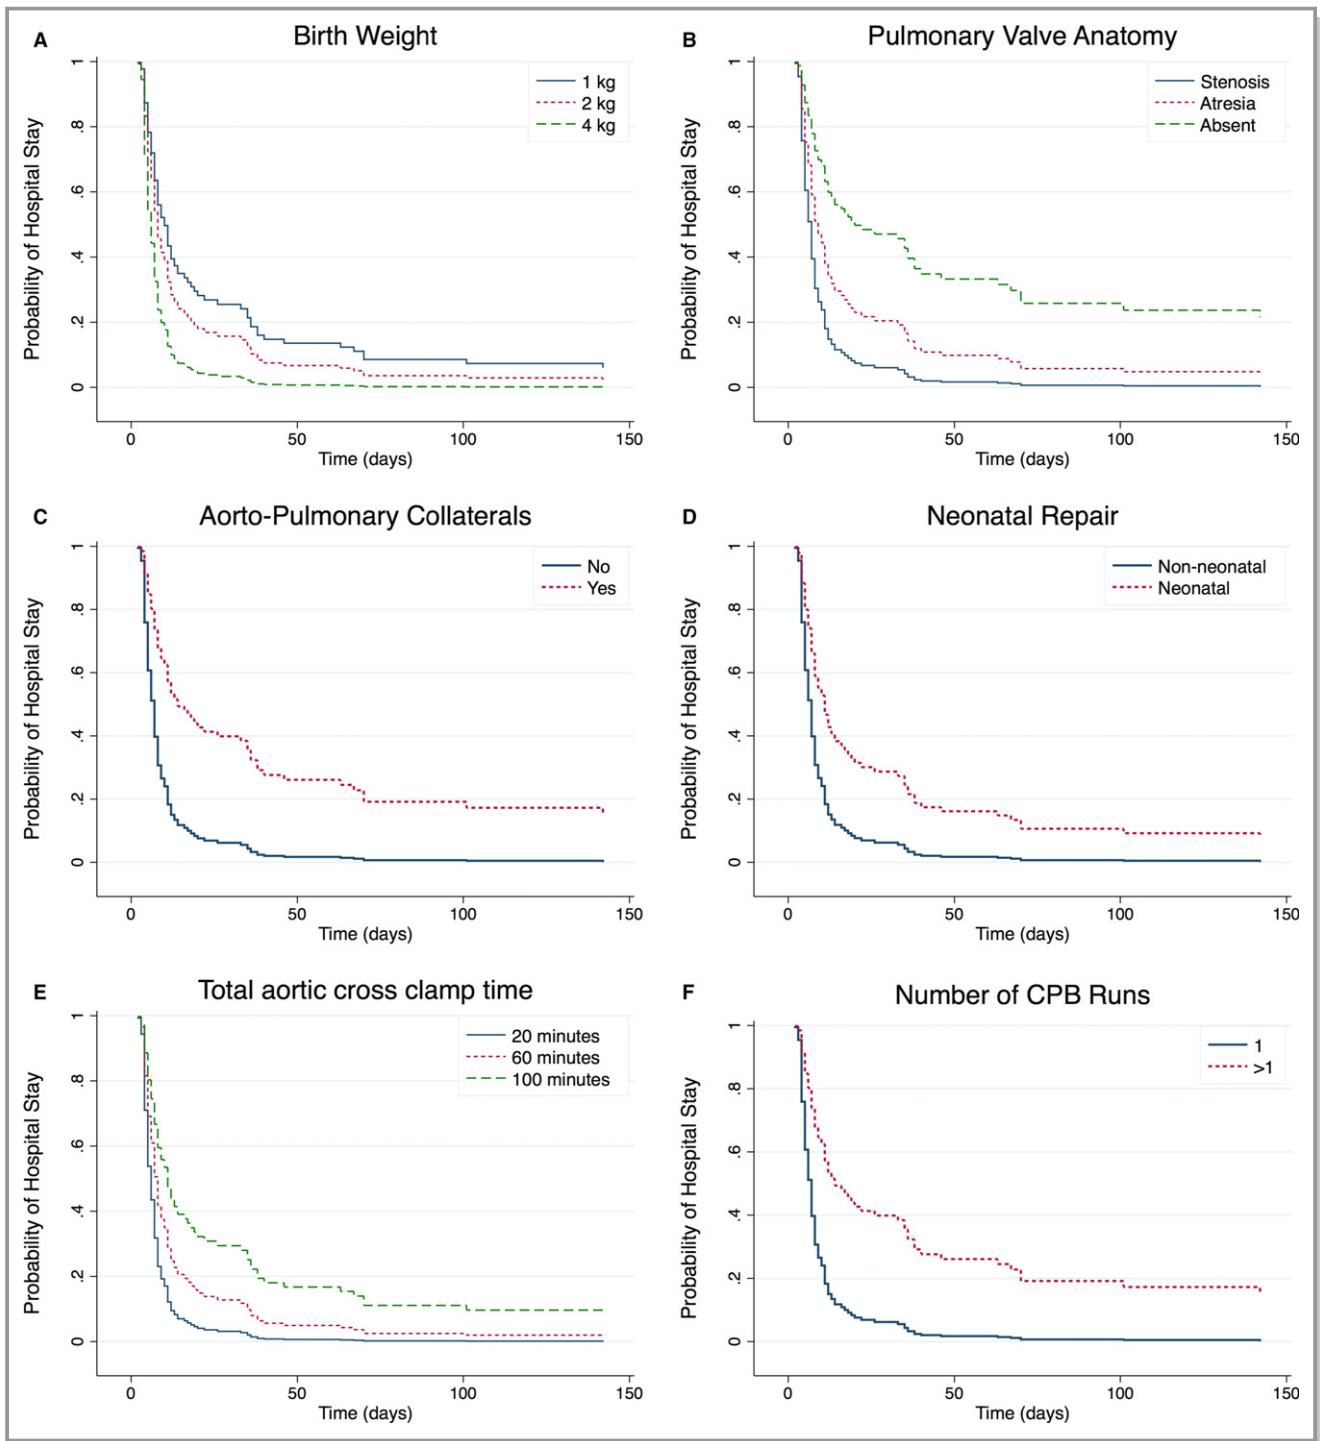 A Birth Weight
1 kg
2 kg
4 kg
Probability of Hospital Stay
1
.8
.6
.4
.2
0
0 50 100 150
Time (days)
B Pulmonary Valve Anatomy
Stenosis
Atresia
Absent
Probability of Hospital Stay
1
.8
.6
.4
.2
0
0 50 100 150
Time (days)
C Aorto-Pulmonary Collaterals
No
Yes
Probability of Hospital Stay
1
.8
.6
.4
.2
0
0 50 100 150
Time (days)
D Neonatal Repair
Non-neonatal
Neonatal
Probability of Hospital Stay
1
.8
.6
.4
.2
0
0 50 100 150
Time (days)
E Total aortic cross clamp time
20 minutes
60 minutes
100 minutes
Probability of Hospital Stay
1
.8
.6
.4
.2
0
0 50 100 150
Time (days)
F Number of CPB Runs
1
>1
Probability of Hospital Stay
1
.8
.6
.4
.2
0
0 50 100 150
Time (days)